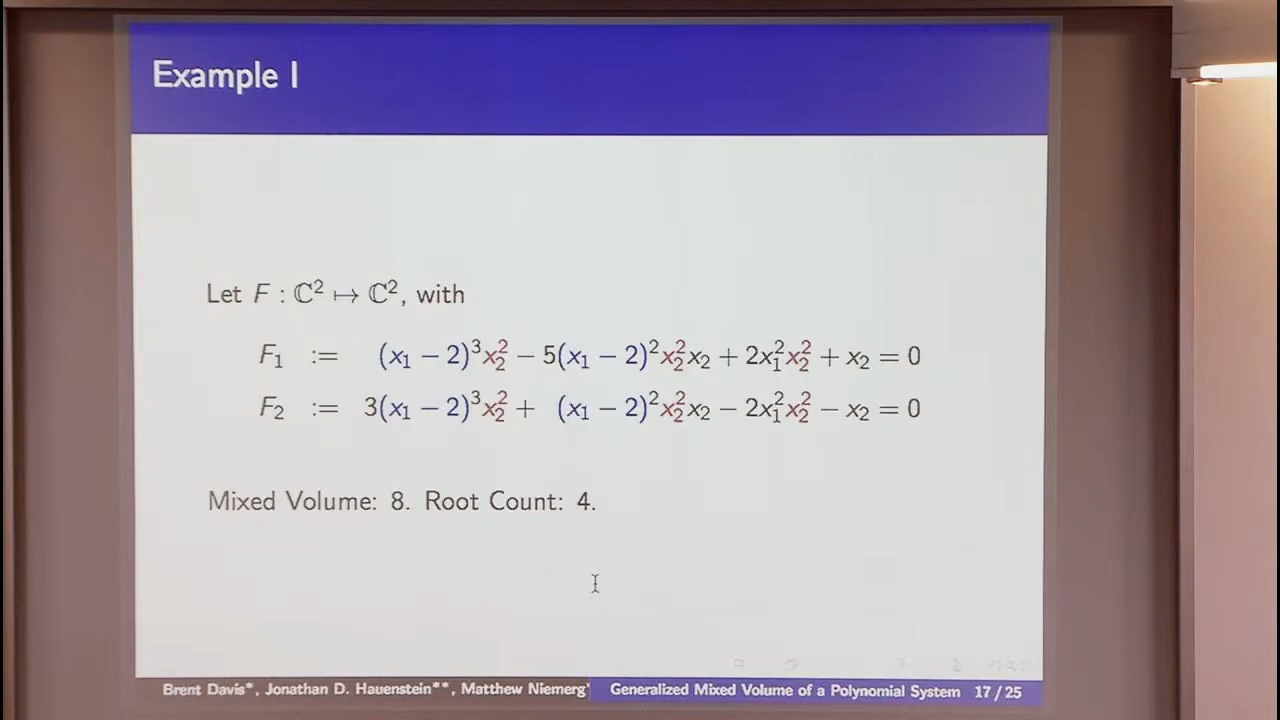 Example I
Let F : ℂ² ↦ ℂ², with
F₁ := (x₁ − 2)³x₂² − 5(x₁ − 2)²x₂²x₂ + 2x₁²x₂² + x₂ = 0
F₂ := 3(x₁ − 2)³x₂² + (x₁ − 2)²x₂²x₂ − 2x₁²x₂² − x₂ = 0
Mixed Volume: 8. Root Count: 4.
Brent Davis*, Jonathan D. Hauenstein**, Matthew Niemerg* Generalized Mixed Volume of a Polynomial System 17 / 25